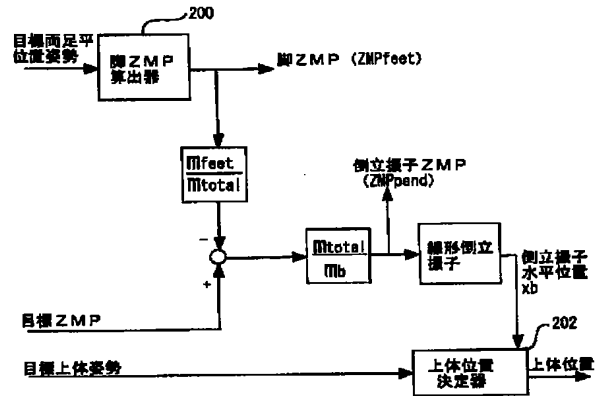 200
目標両足平
位置姿勢
脚ZMP
算出器
脚ZMP (ZMPfeet)
mfeet
mtotal
倒立振子ZMP
(ZMPpend)
−
+
mtotal
mb
線形倒立
振子
倒立振子
水平位置
xb
目標ZMP
202
目標上体姿勢
上体位置
決定器
上体位置